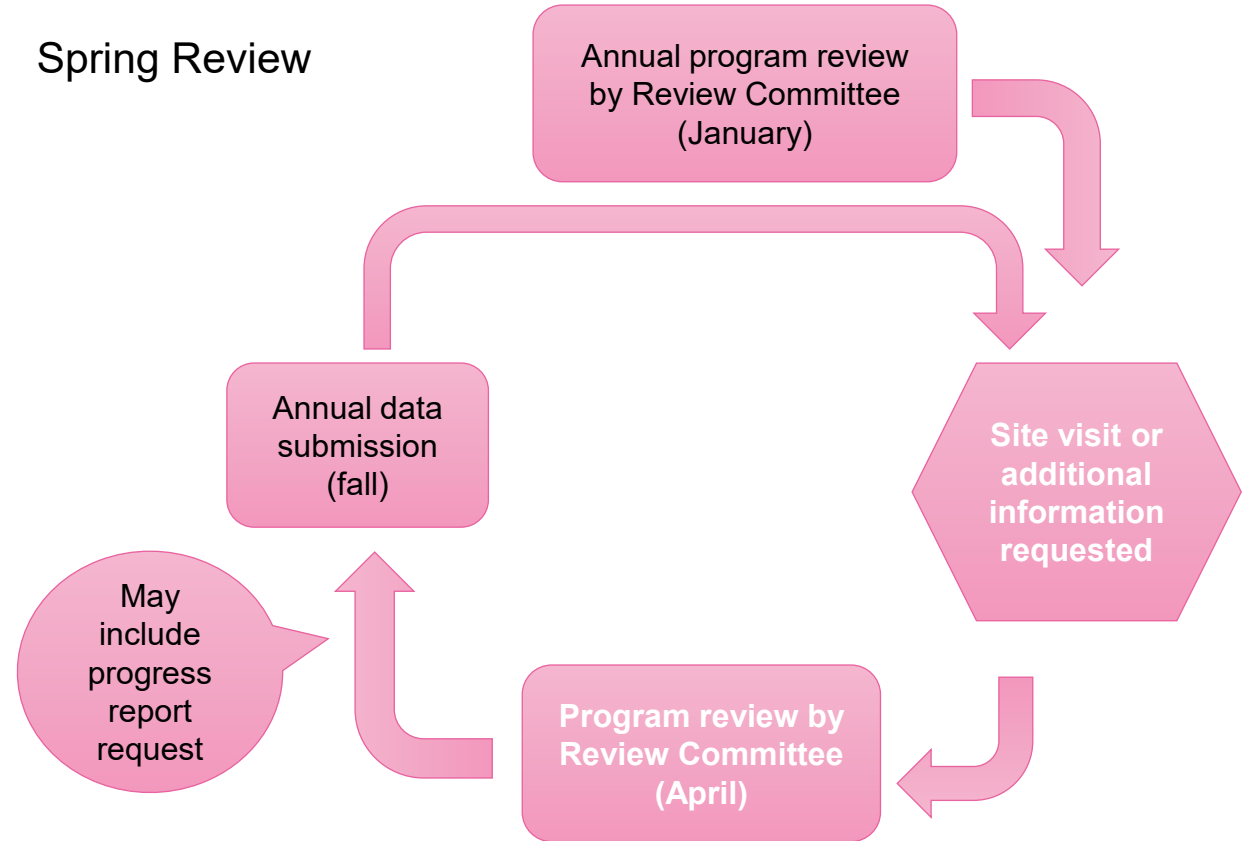 Spring Review
Annual program review
by Review Committee
(January)
Annual data
submission
(fall)
Site visit or
additional
information
requested
May
include
progress
report
request
Program review by
Review Committee
(April)